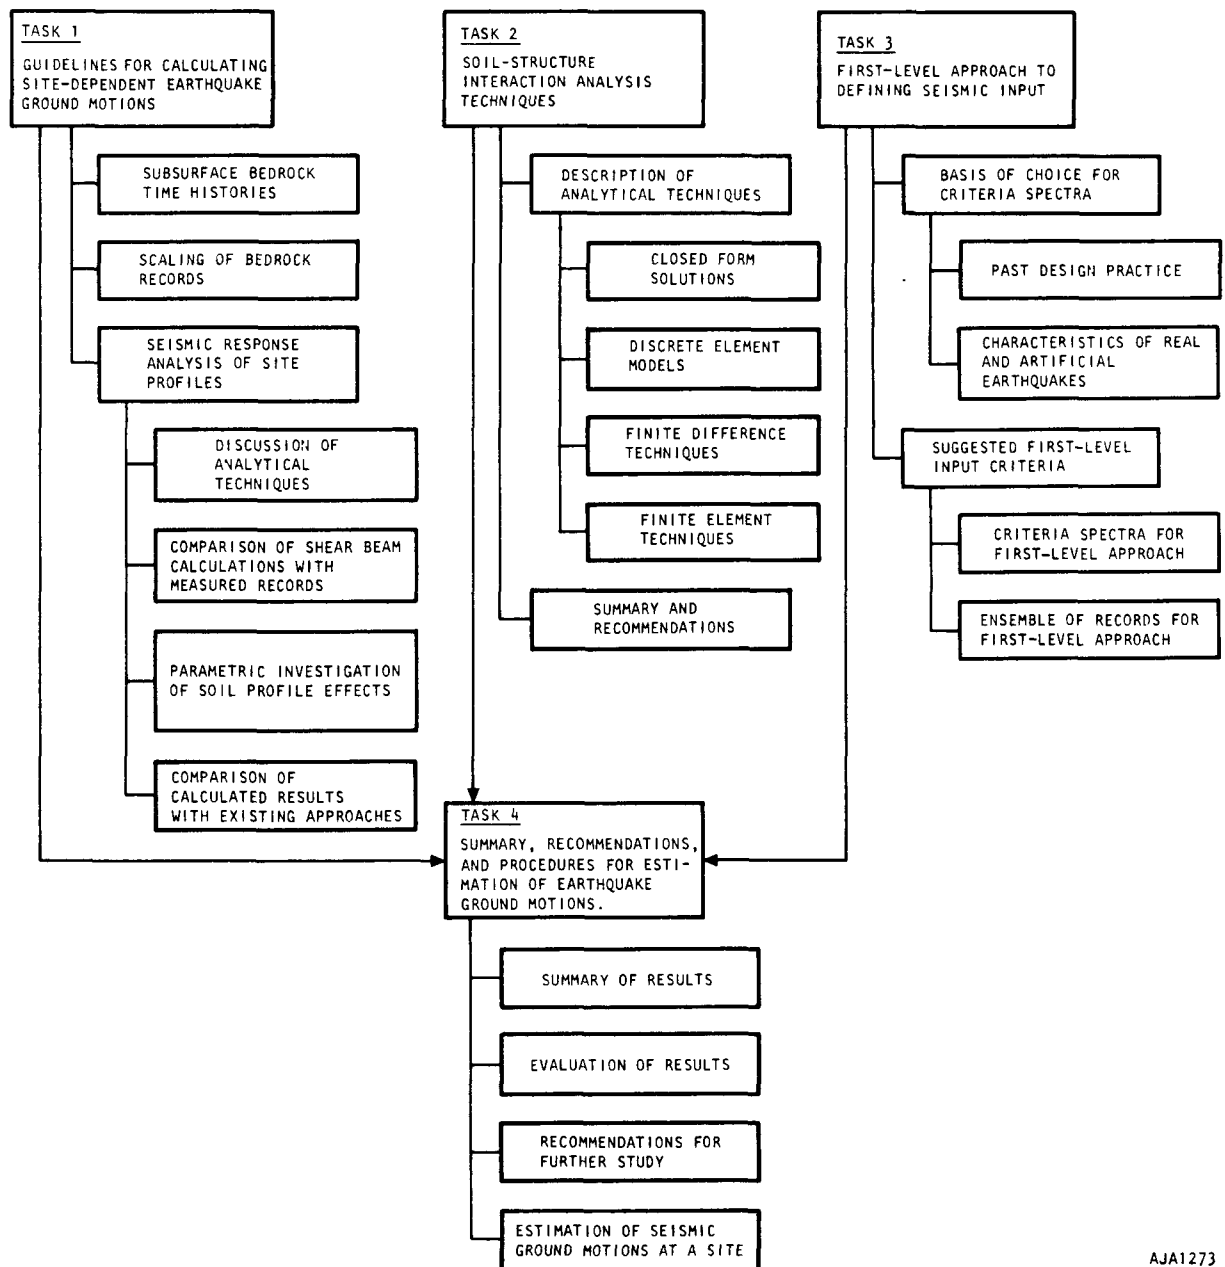 TASK 1
GUIDELINES FOR CALCULATING
SITE-DEPENDENT EARTHQUAKE
GROUND MOTIONS
SUBSURFACE BEDROCK
TIME HISTORIES
SCALING OF BEDROCK
RECORDS
SEISMIC RESPONSE
ANALYSIS OF SITE
PROFILES
DISCUSSION OF
ANALYTICAL
TECHNIQUES
COMPARISON OF SHEAR BEAM
CALCULATIONS WITH
MEASURED RECORDS
PARAMETRIC INVESTIGATION
OF SOIL PROFILE EFFECTS
COMPARISON OF
CALCULATED RESULTS
WITH EXISTING APPROACHES
TASK 2
SOIL-STRUCTURE
INTERACTION ANALYSIS
TECHNIQUES
DESCRIPTION OF
ANALYTICAL TECHNIQUES
CLOSED FORM
SOLUTIONS
DISCRETE ELEMENT
MODELS
FINITE DIFFERENCE
TECHNIQUES
FINITE ELEMENT
TECHNIQUES
SUMMARY AND
RECOMMENDATIONS
TASK 3
FIRST-LEVEL APPROACH TO
DEFINING SEISMIC INPUT
BASIS OF CHOICE FOR
CRITERIA SPECTRA
PAST DESIGN PRACTICE
CHARACTERISTICS OF REAL
AND ARTIFICIAL
EARTHQUAKES
SUGGESTED FIRST-LEVEL
INPUT CRITERIA
CRITERIA SPECTRA FOR
FIRST-LEVEL APPROACH
ENSEMBLE OF RECORDS FOR
FIRST-LEVEL APPROACH
TASK 4
SUMMARY, RECOMMENDATIONS,
AND PROCEDURES FOR ESTI-
MATION OF EARTHQUAKE
GROUND MOTIONS.
SUMMARY OF RESULTS
EVALUATION OF RESULTS
RECOMMENDATIONS FOR
FURTHER STUDY
ESTIMATION OF SEISMIC
GROUND MOTIONS AT A SITE
AJA1273